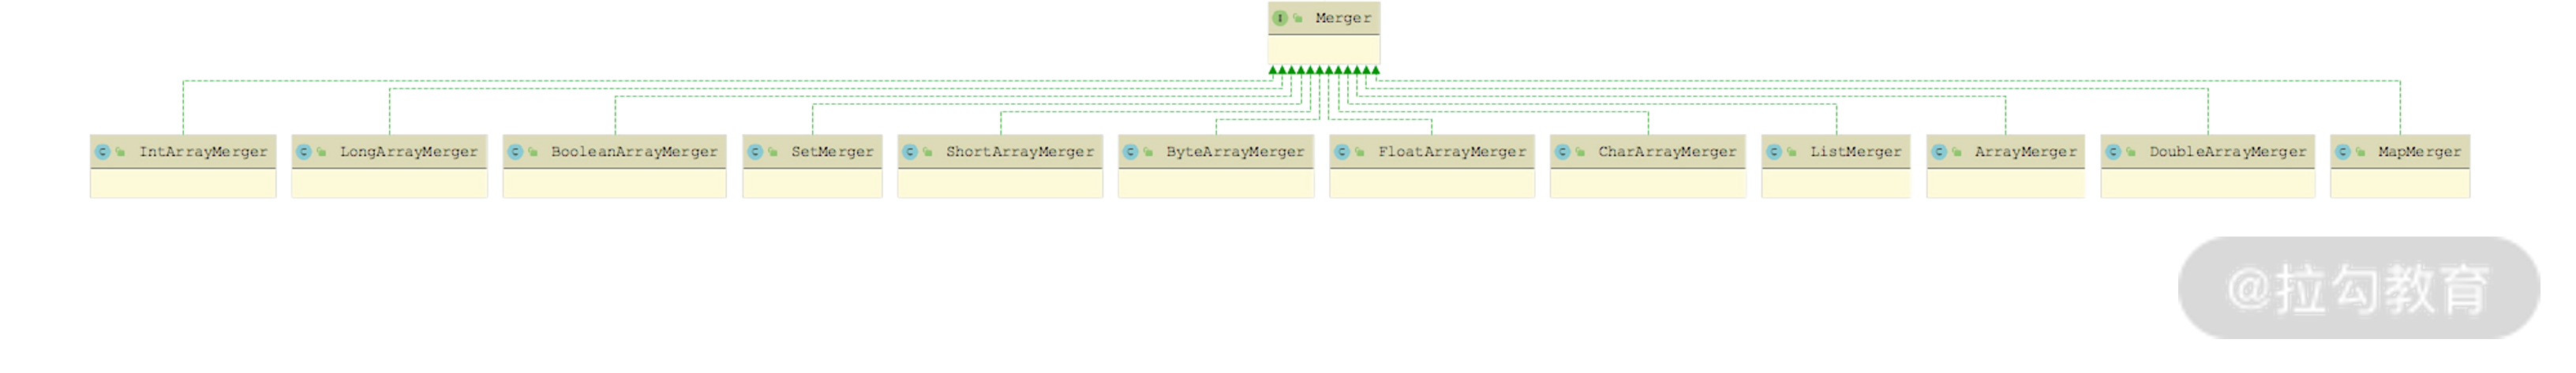 Merger
IntArrayMerger LongArrayMerger BooleanArrayMerger SetMerger ShortArrayMerger ByteArrayMerger FloatArrayMerger CharArrayMerger ListMerger ArrayMerger DoubleArrayMerger MapMerger
@拉勾教育